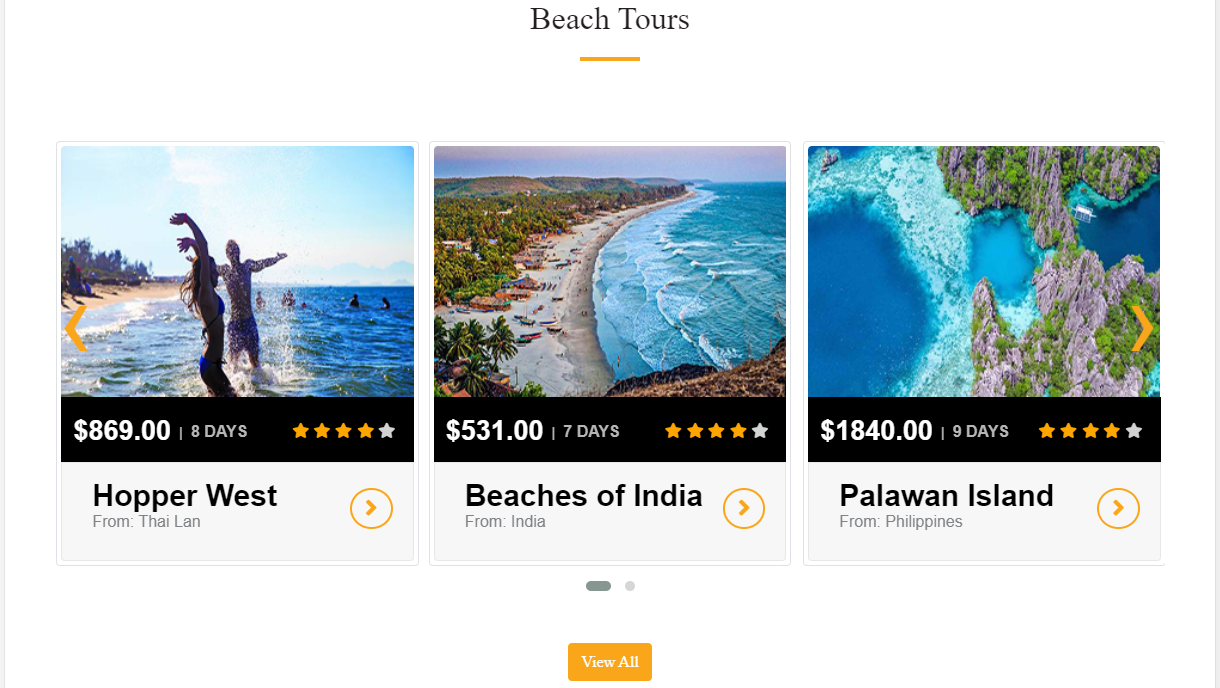 Beach Tours
$869.00 | 8 DAYS
$531.00 | 7 DAYS
$1840.00 | 9 DAYS
Hopper West
From: Thai Lan
Beaches of India
From: India
Palawan Island
From: Philippines
View All